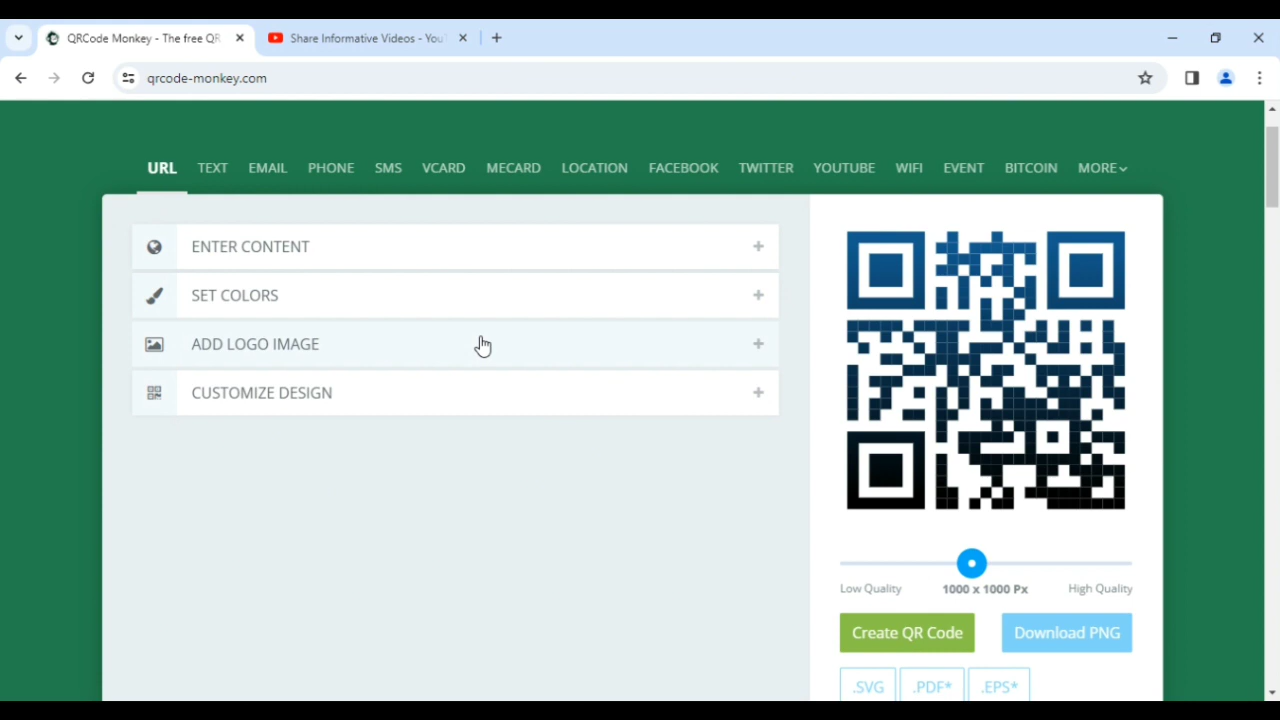 QRCode Monkey - The free QR
Share Informative Videos - You
qrcode-monkey.com
URL TEXT EMAIL PHONE SMS VCARD MECARD LOCATION FACEBOOK TWITTER YOUTUBE WIFI EVENT BITCOIN MORE
ENTER CONTENT
SET COLORS
ADD LOGO IMAGE
CUSTOMIZE DESIGN
Low Quality 1000 x 1000 Px High Quality
Create QR Code Download PNG
.SVG .PDF* .EPS*